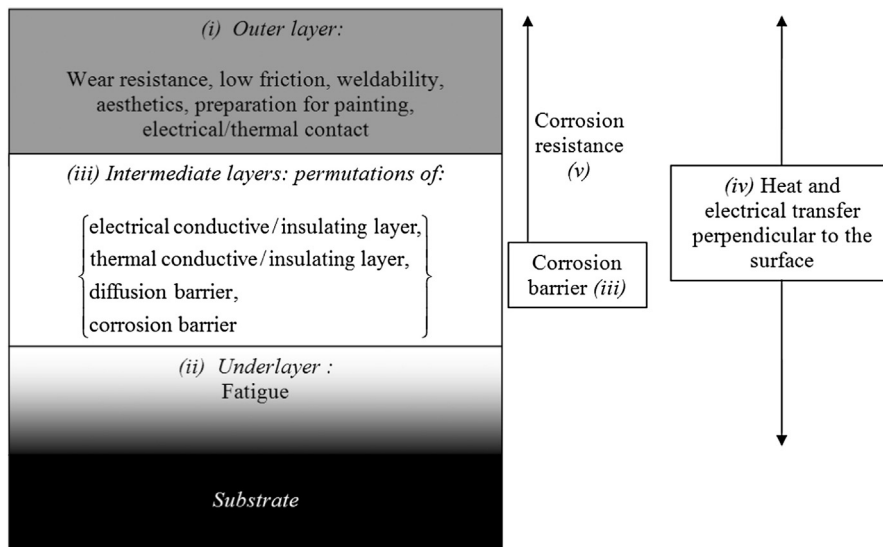 (i) Outer layer:
Wear resistance, low friction, weldability,
aesthetics, preparation for painting,
electrical/thermal contact
(iii) Intermediate layers: permutations of:
electrical conductive/insulating layer,
thermal conductive/insulating layer,
diffusion barrier,
corrosion barrier
(ii) Underlayer :
Fatigue
Substrate
Corrosion
resistance
(v)
Corrosion
barrier (iii)
(iv) Heat and
electrical transfer
perpendicular to the
surface